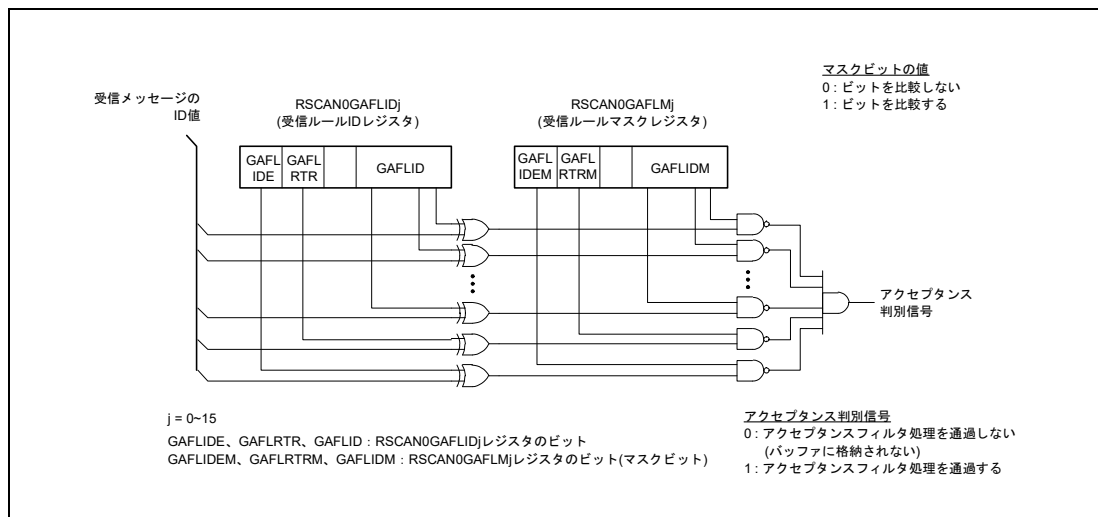 受信メッセージの
ID値
RSCAN0GAFLIDj
(受信ルールIDレジスタ)
GAFL
IDE
GAFL
RTR
GAFLID
RSCAN0GAFLMj
(受信ルールマスクレジスタ)
GAFL
IDEM
GAFL
RTRM
GAFLIDM
マスクビットの値
0 : ビットを比較しない
1 : ビットを比較する
アクセプタンス
判別信号
j = 0~15
GAFLIDE、GAFLRTR、GAFLID : RSCAN0GAFLIDjレジスタのビット
GAFLIDEM、GAFLRTRM、GAFLIDM : RSCAN0GAFLMjレジスタのビット(マスクビット)
アクセプタンス判別信号
0 : アクセプタンスフィルタ処理を通過しない
(バッファに格納されない)
1 : アクセプタンスフィルタ処理を通過する